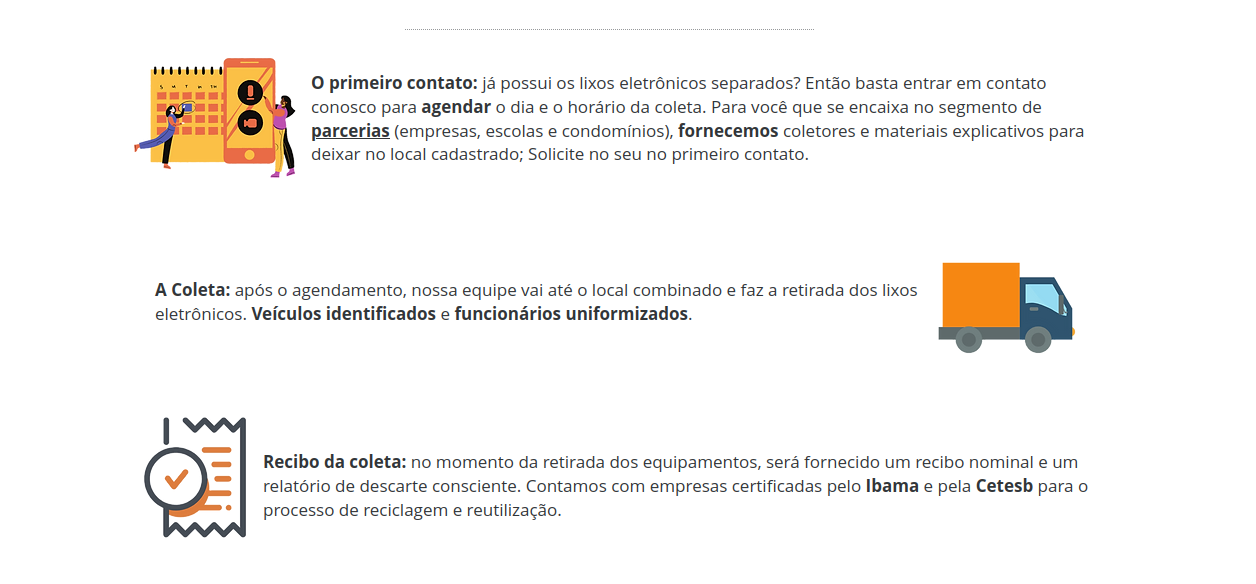 O primeiro contato: já possui os lixos eletrônicos separados? Então basta entrar em contato
conosco para agendar o dia e o horário da coleta. Para você que se encaixa no segmento de
parcerias (empresas, escolas e condomínios), fornecemos coletores e materiais explicativos para
deixar no local cadastrado; Solicite no seu no primeiro contato.
S M T W TH
A Coleta: após o agendamento, nossa equipe vai até o local combinado e faz a retirada dos lixos
eletrônicos. Veículos identificados e funcionários uniformizados.
Recibo da coleta: no momento da retirada dos equipamentos, será fornecido um recibo nominal e um
relatório de descarte consciente. Contamos com empresas certificadas pelo Ibama e pela Cetesb para o
processo de reciclagem e reutilização.